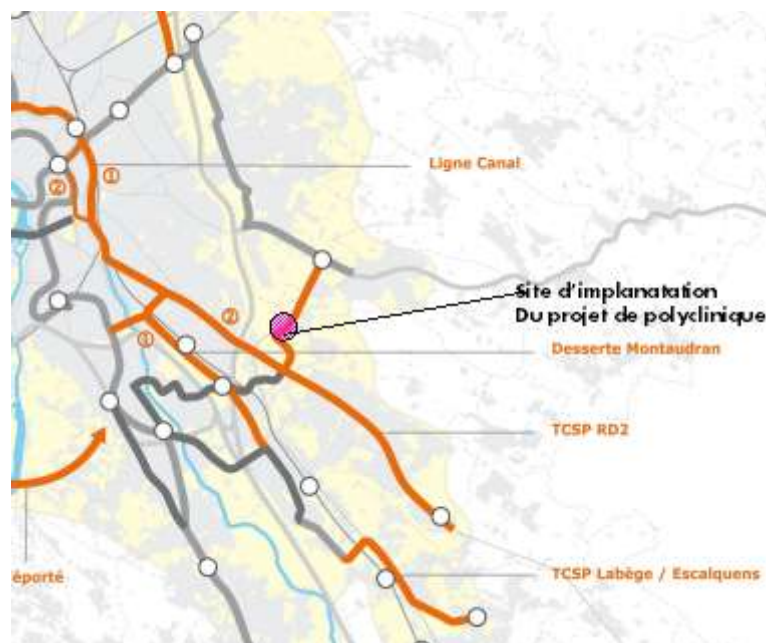 Ligne Canal
①
②
Site d'implanatation
Du projet de polyclinique
②
①
Desserte Montaudran
TCSP RD2
éporté
TCSP Labège / Escalquens